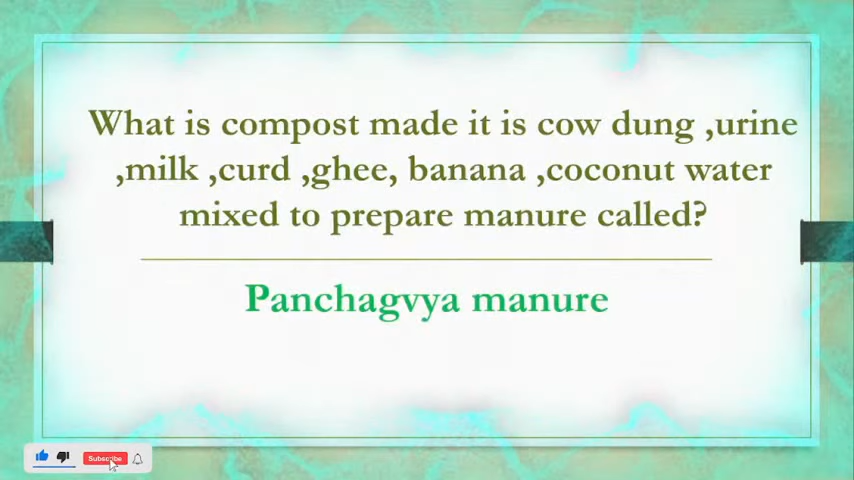 What is compost made it is cow dung ,urine
,milk ,curd ,ghee, banana ,coconut water
mixed to prepare manure called?
Panchagvya manure
Subscribe